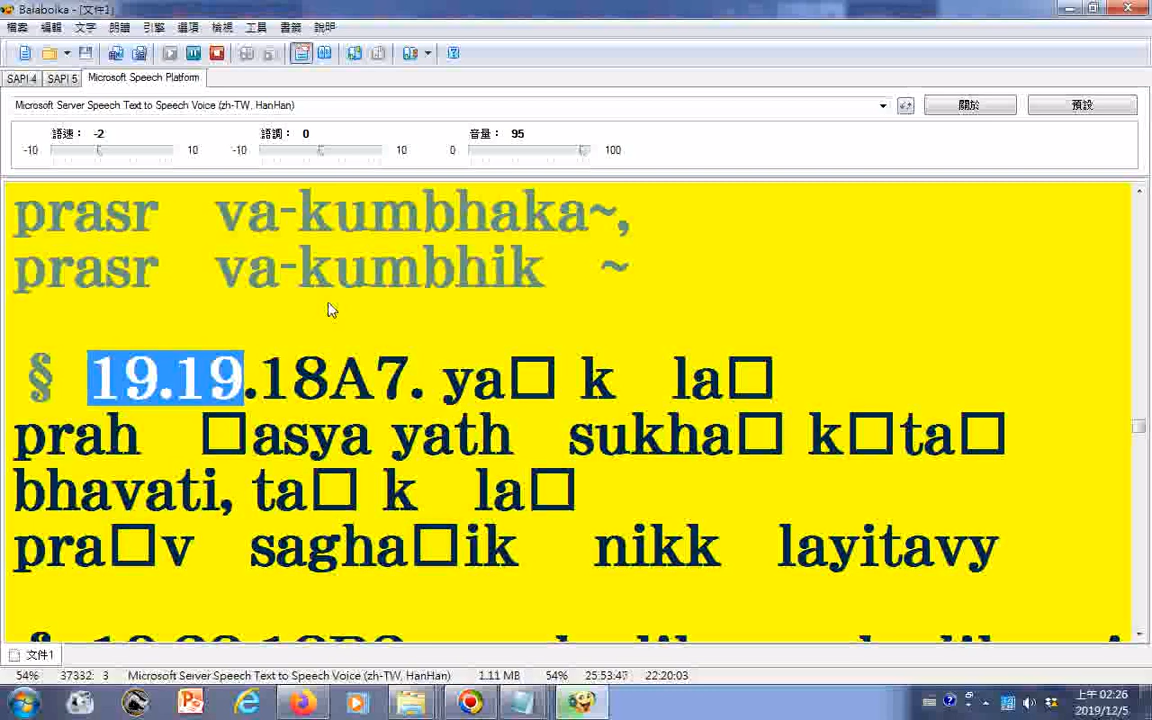 Balabolka - [文件1]
檔案 編輯 文字 朗讀 引擎 選項 檢視 工具 書籤 說明
SAPI 4 SAPI 5 Microsoft Speech Platform
Microsoft Server Speech Text to Speech Voice (zh-TW, HanHan) 關於 預設
語速： -2 語調： 0 音量： 95
-10 10 -10 10 0 100
prasr va-kumbhaka~,
prasr va-kumbhik ~
§ 19.19.18A7. ya□ k la□
prah □asya yath sukha□ k□ta□
bhavati, ta□ k la□
pra□v sagha□ik nikk layitavy
文件1
54% 37332: 3 Microsoft Server Speech Text to Speech Voice (zh-TW, HanHan) 1.11 MB 54% 25:53:47 22:20:03
上午 02:26
2019/12/5